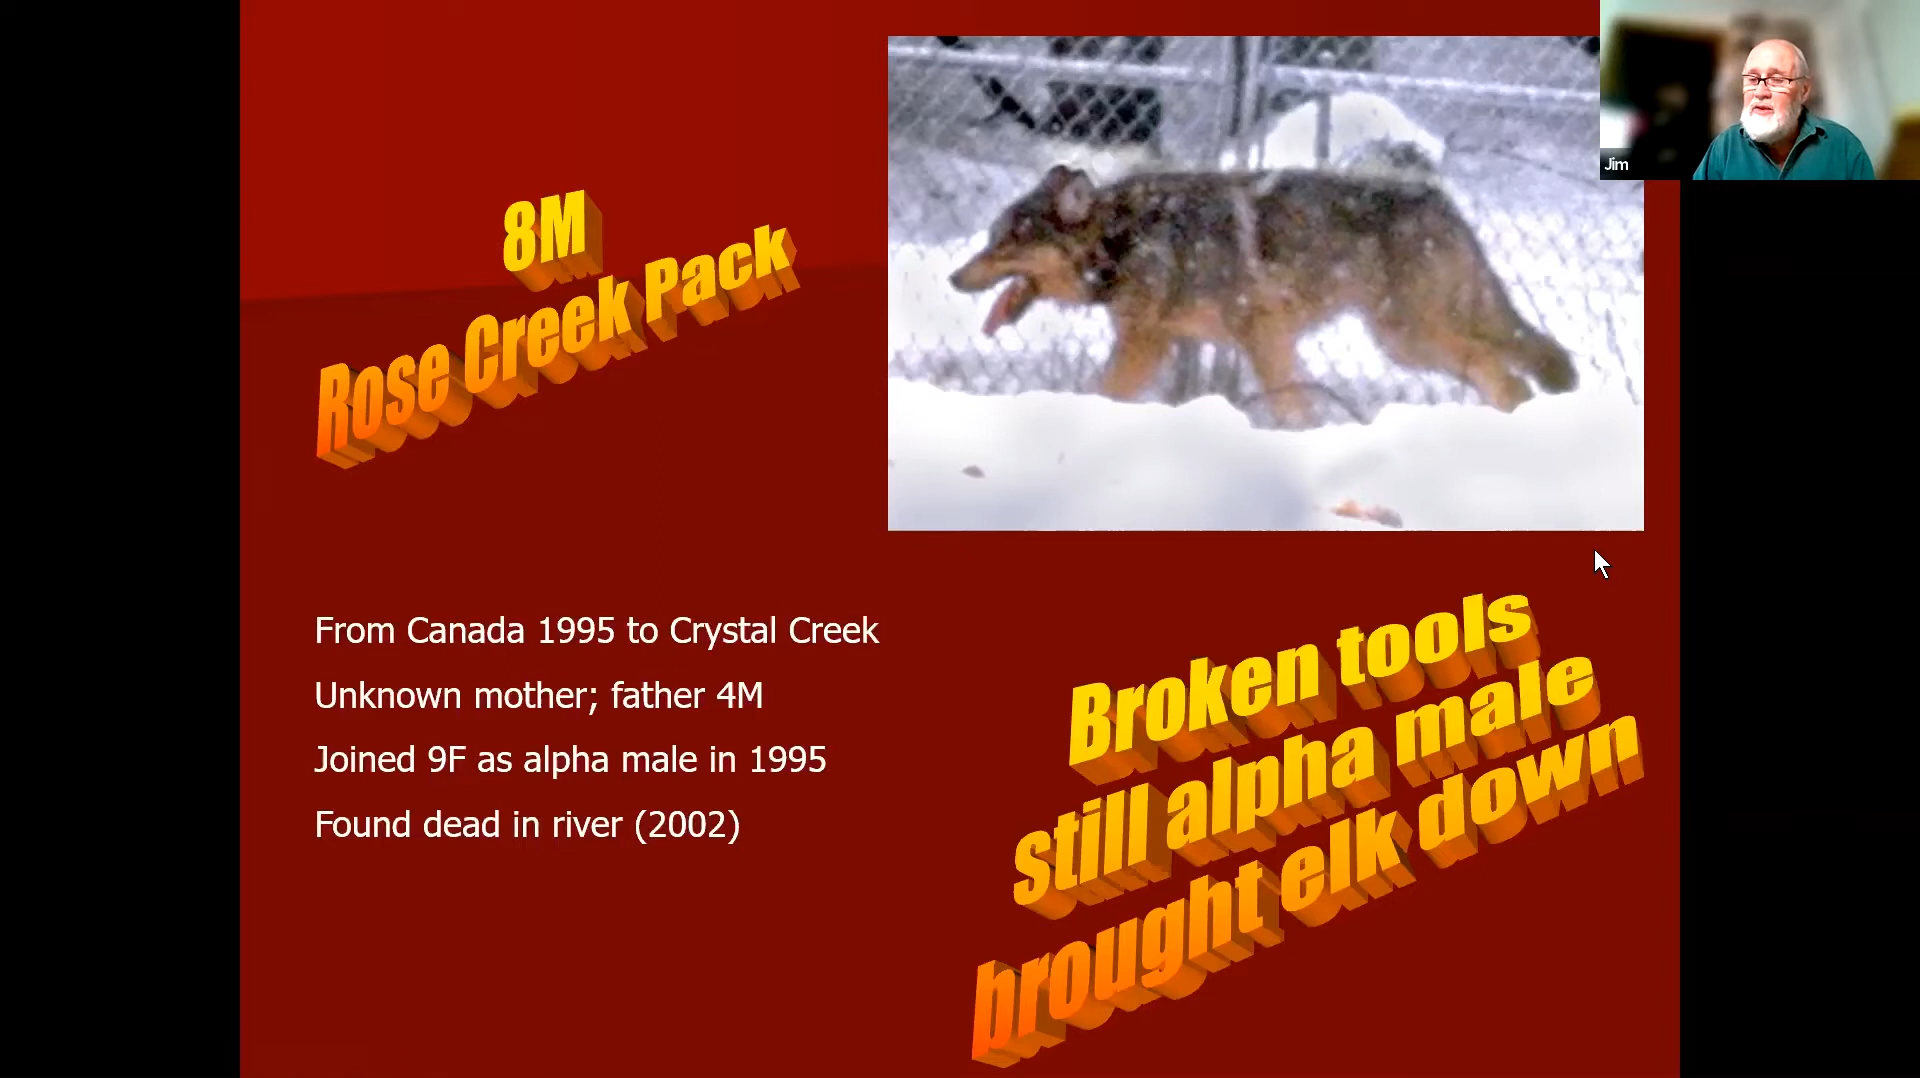 8M
Rose Creek Pack
Jim
From Canada 1995 to Crystal Creek
Unknown mother; father 4M
Joined 9F as alpha male in 1995
Found dead in river (2002)
Broken tools
still alpha male
brought elk down